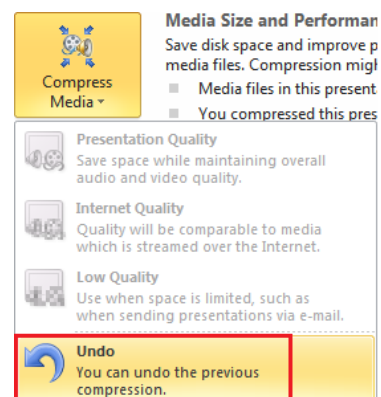 Media Size and Performan
Save disk space and improve p
media files. Compression migh
Compress
Media
Media files in this present
You compressed this pres
Presentation Quality
Save space while maintaining overall
audio and video quality.
Internet Quality
Quality will be comparable to media
which is streamed over the Internet.
Low Quality
Use when space is limited, such as
when sending presentations via e-mail.
Undo
You can undo the previous
compression.